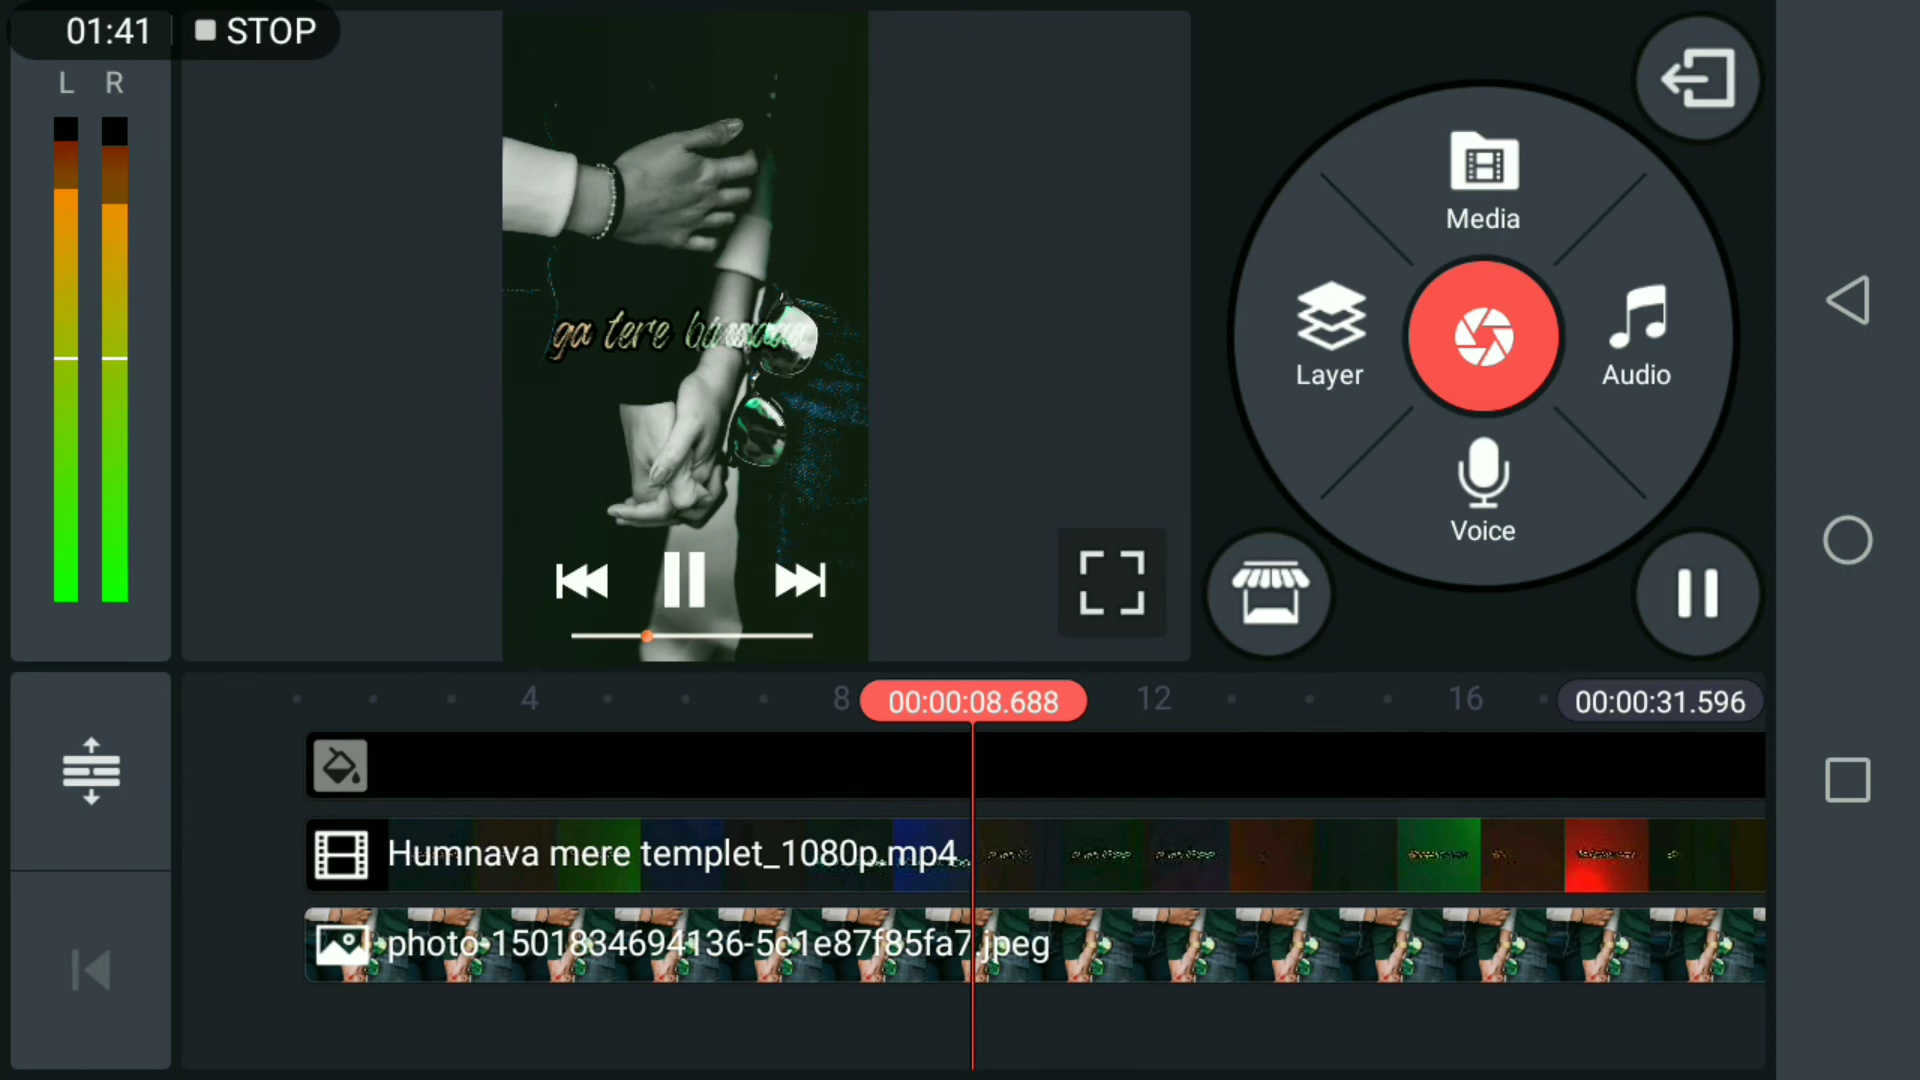 01:41 STOP
L R
Media
Layer
Audio
Voice
ga tere
4 8 00:00:08.688 12 16 00:00:31.596
Humnava mere templet_1080p.mp4
photo-1501834694136-5c1e87f85fa7.jpeg